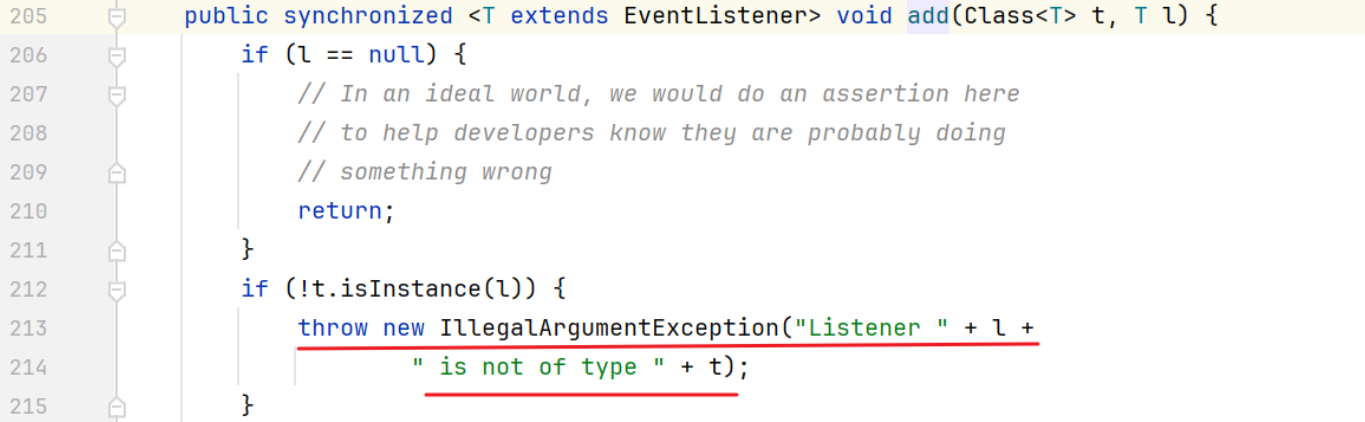 205 public synchronized <T extends EventListener> void add(Class<T> t, T l) {
206 if (l == null) {
207 // In an ideal world, we would do an assertion here
208 // to help developers know they are probably doing
209 // something wrong
210 return;
211 }
212 if (!t.isInstance(l)) {
213 throw new IllegalArgumentException("Listener " + l +
214 " is not of type " + t);
215 }